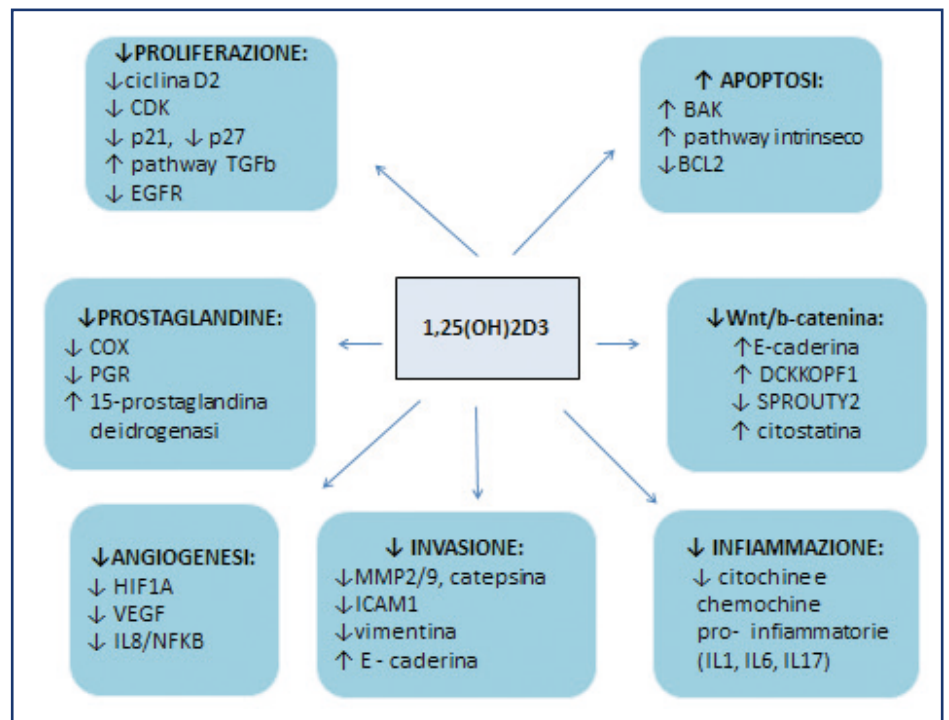 ↓PROLIFERAZIONE:
↓ciclina D2
↓ CDK
↓ p21, ↓ p27
↑ pathway TGFb
↓ EGFR
↑ APOPTOSI:
↑ BAK
↑ pathway intrinseco
↓BCL2
↓PROSTAGLANDINE:
↓ COX
↓ PGR
↑ 15-prostaglandina
deidrogenasi
1,25(OH)2D3
↓Wnt/b-catenina:
↑E-caderina
↑ DCKKOPF1
↓ SPROUTY2
↑ citostatina
↓ANGIOGENESI:
↓ HIF1A
↓ VEGF
↓ IL8/NFKB
↓ INVASIONE:
↓MMP2/9, catepsina
↓ICAM1
↓vimentina
↑ E - caderina
↓ INFIAMMAZIONE:
↓ citochine e
chemochine
pro- infiammatorie
(IL1, IL6, IL17)